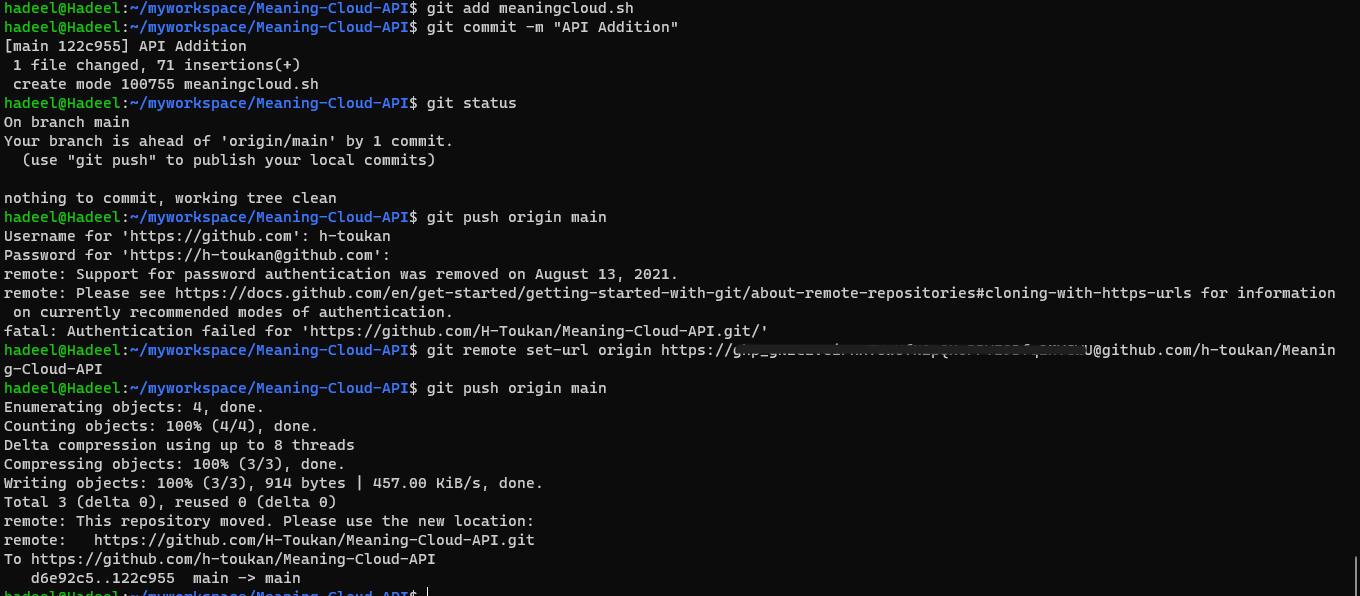 hadeel@Hadeel:~/myworkspace/Meaning-Cloud-API$ git add meaningcloud.sh
hadeel@Hadeel:~/myworkspace/Meaning-Cloud-API$ git commit -m "API Addition"
[main 122c955] API Addition
 1 file changed, 71 insertions(+)
 create mode 100755 meaningcloud.sh
hadeel@Hadeel:~/myworkspace/Meaning-Cloud-API$ git status
On branch main
Your branch is ahead of 'origin/main' by 1 commit.
  (use "git push" to publish your local commits)

nothing to commit, working tree clean
hadeel@Hadeel:~/myworkspace/Meaning-Cloud-API$ git push origin main
Username for 'https://github.com': h-toukan
Password for 'https://h-toukan@github.com':
remote: Support for password authentication was removed on August 13, 2021.
remote: Please see https://docs.github.com/en/get-started/getting-started-with-git/about-remote-repositories#cloning-with-https-urls for information
 on currently recommended modes of authentication.
fatal: Authentication failed for 'https://github.com/H-Toukan/Meaning-Cloud-API.git/'
hadeel@Hadeel:~/myworkspace/Meaning-Cloud-API$ git remote set-url origin https://@github.com/h-toukan/Meanin
g-Cloud-API
hadeel@Hadeel:~/myworkspace/Meaning-Cloud-API$ git push origin main
Enumerating objects: 4, done.
Counting objects: 100% (4/4), done.
Delta compression using up to 8 threads
Compressing objects: 100% (3/3), done.
Writing objects: 100% (3/3), 914 bytes | 457.00 KiB/s, done.
Total 3 (delta 0), reused 0 (delta 0)
remote: This repository moved. Please use the new location:
remote:   https://github.com/H-Toukan/Meaning-Cloud-API.git
To https://github.com/h-toukan/Meaning-Cloud-API
   d6e92c5..122c955  main -> main
hadeel@Hadeel:~/myworkspace/Meaning-Cloud-API$